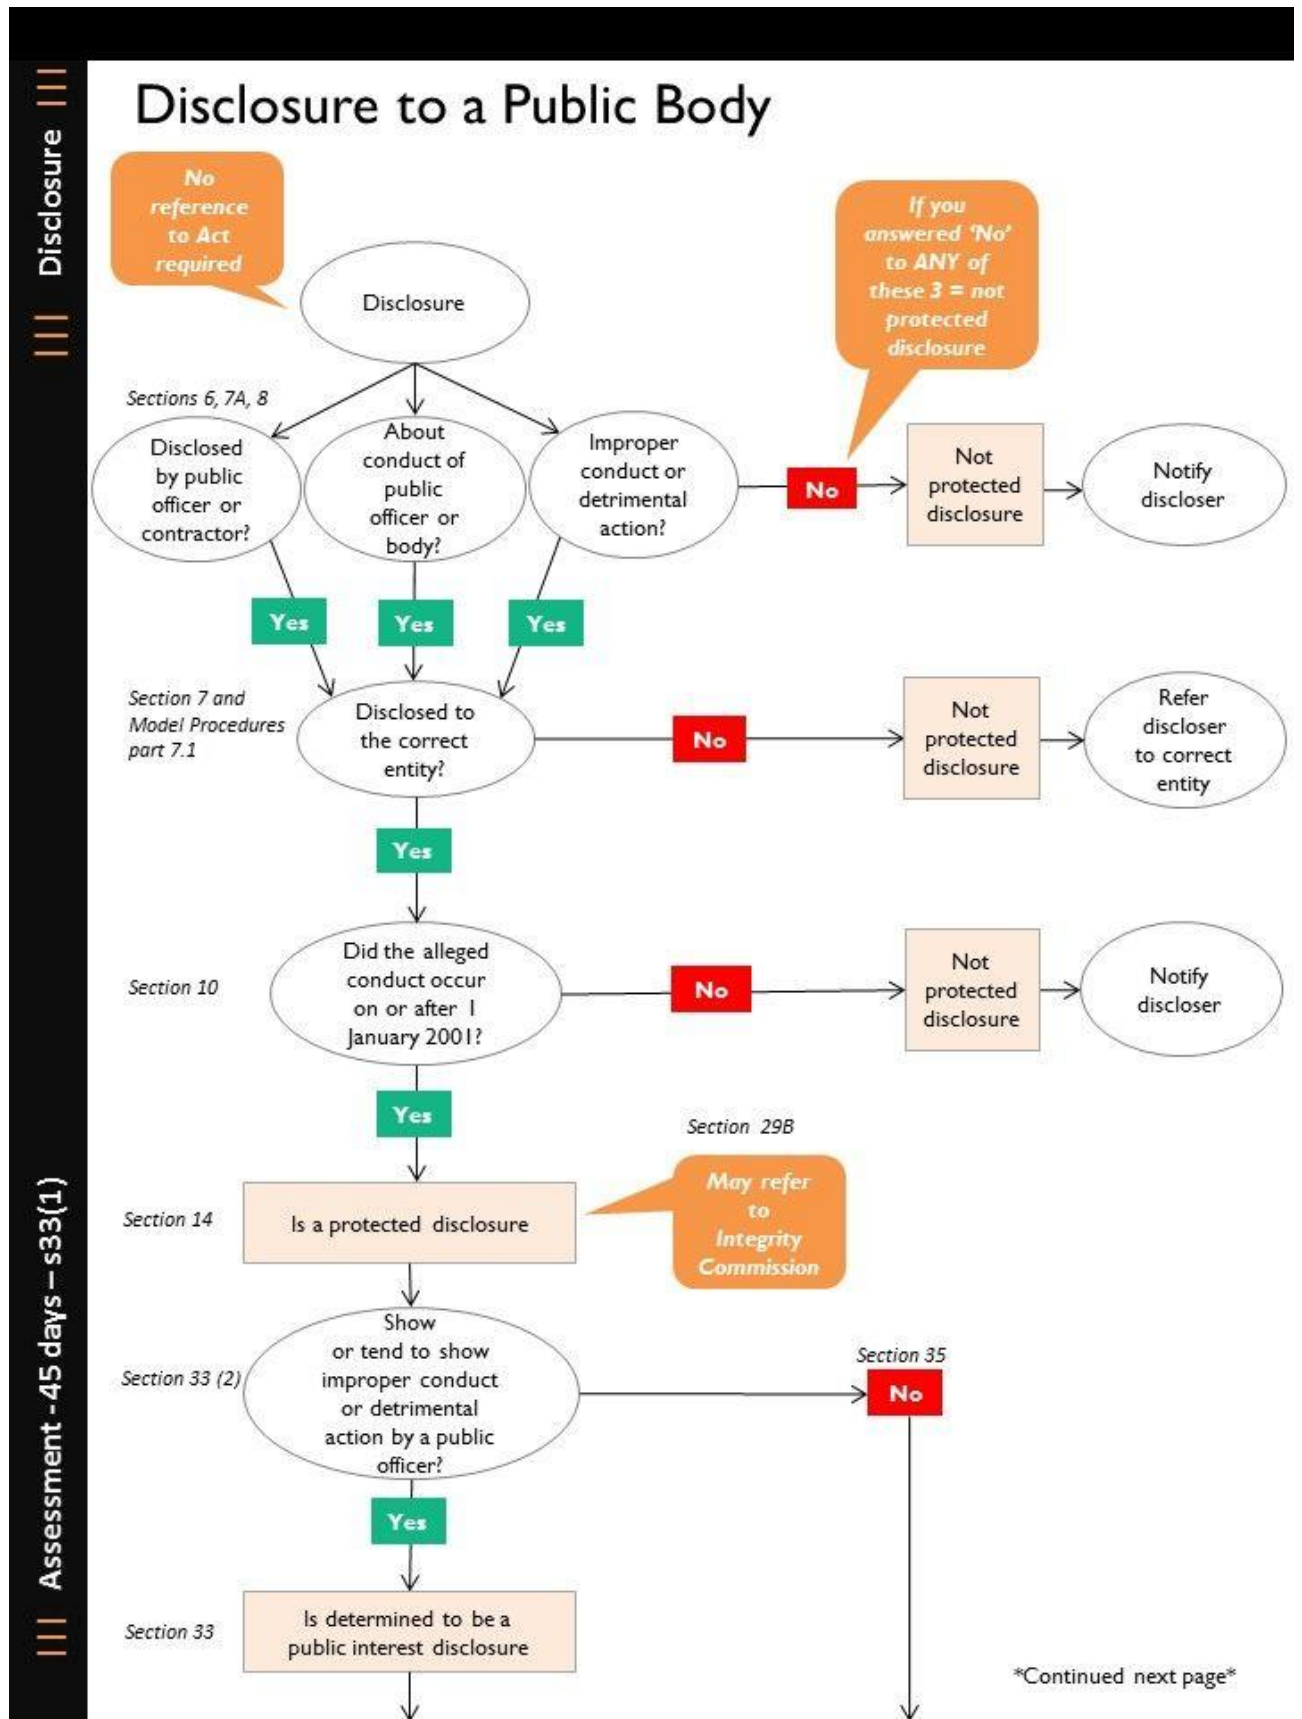 Disclosure
Assessment -45 days – s33(1)
Disclosure to a Public Body
No
reference
to Act
required
If you
answered ‘No’
to ANY of
these 3 = not
protected
disclosure
Disclosure
Sections 6, 7A, 8
Disclosed
by public
officer or
contractor?
About
conduct of
public
officer or
body?
Improper
conduct or
detrimental
action?
No
Not
protected
disclosure
Notify
discloser
Yes
Yes
Yes
Section 7 and
Model Procedures
part 7.1
Disclosed to
the correct
entity?
No
Not
protected
disclosure
Refer
discloser
to correct
entity
Yes
Section 10
Did the alleged
conduct occur
on or after 1
January 2001?
No
Not
protected
disclosure
Notify
discloser
Yes
Section 29B
May refer
to
Integrity
Commission
Section 14
Is a protected disclosure
Section 33 (2)
Show
or tend to show
improper conduct
or detrimental
action by a public
officer?
Section 35
No
Yes
Section 33
Is determined to be a
public interest disclosure
*Continued next page*